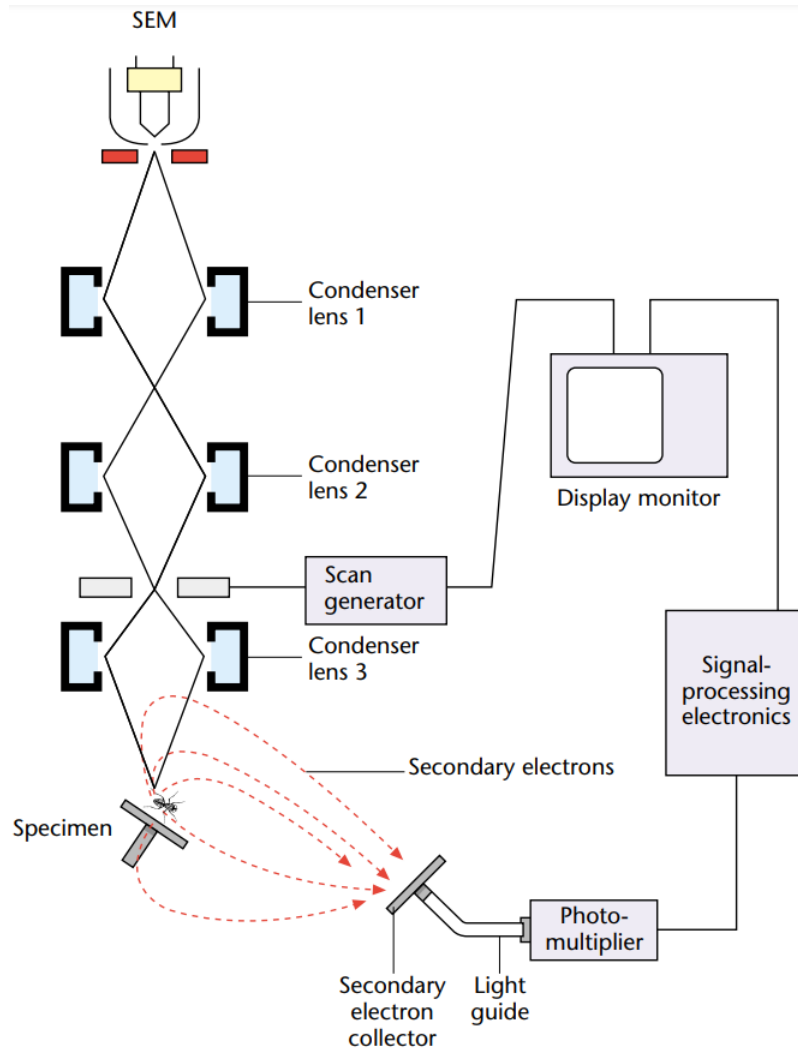 SEM
Condenser
lens 1
Condenser
lens 2
Display monitor
Scan
generator
Condenser
lens 3
Signal-
processing
electronics
Secondary electrons
Specimen
Photo-
multiplier
Secondary
electron
collector
Light
guide